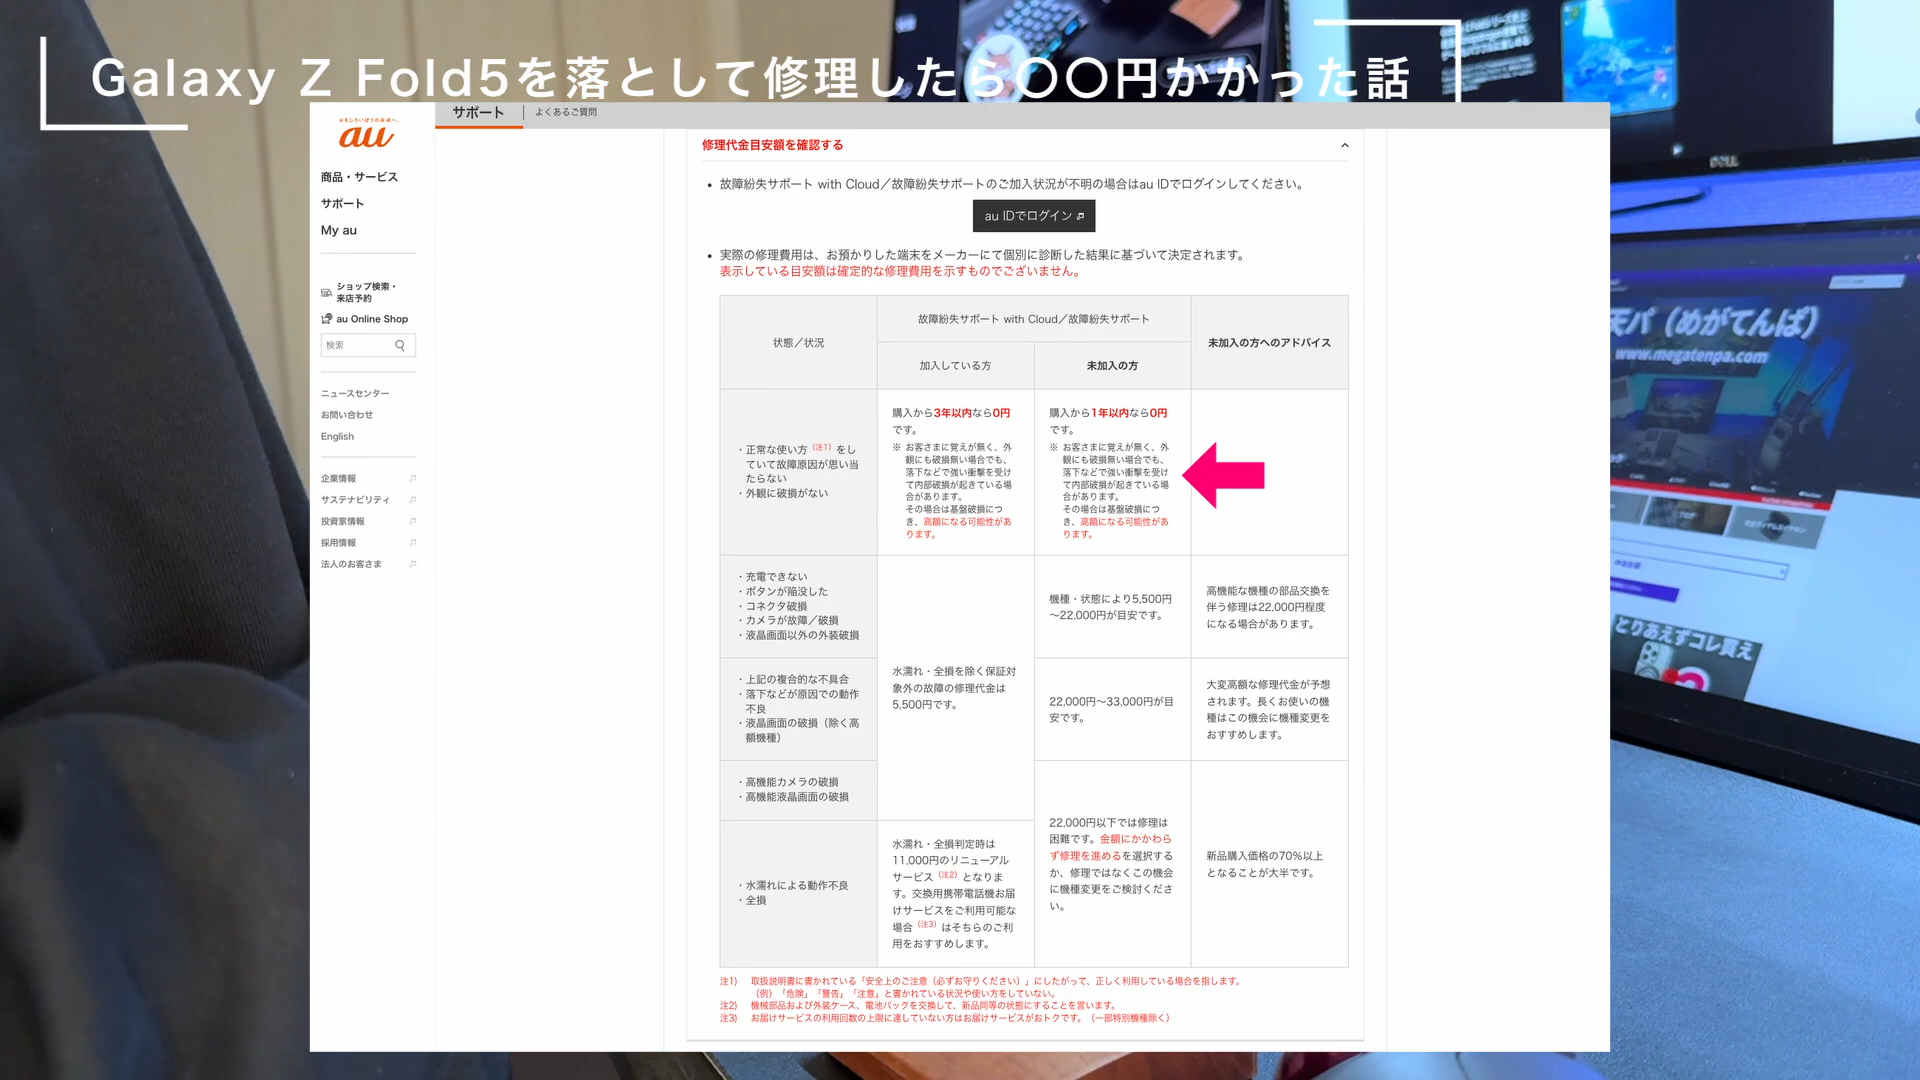 Galaxy Z Fold5を落として修理したら〇〇円かかった話
au
サポート
よくあるご質問
商品・サービス
サポート
My au
ショップ検索・
来店予約
au Online Shop
検索
ニュースセンター
お問い合わせ
English
企業情報
サステナビリティ
投資家情報
採用情報
法人のお客さま
修理代金目安額を確認する
・故障紛失サポート with Cloud／故障紛失サポートのご加入状況が不明の場合はau IDでログインしてください。
au IDでログイン
・実際の修理費用は、お預かりした端末をメーカーにて個別に診断した結果に基づいて決定されます。
表示している目安額は確定的な修理費用を示すものでございません。
状態／状況
故障紛失サポート with Cloud／故障紛失サポート
未加入の方へのアドバイス
加入している方
未加入の方
・正常な使い方（注1）をし
ていて故障原因が思い当
たらない
・外観に破損がない
購入から3年以内なら0円
です。
※ お客さまに覚えが無く、外
観にも破損無い場合でも、
落下などで強い衝撃を受け
て内部破損が起きている場
合があります。
その場合は基盤破損につ
き、高額になる可能性があ
ります。
購入から1年以内なら0円
です。
※ お客さまに覚えが無く、外
観にも破損無い場合でも、
落下などで強い衝撃を受け
て内部破損が起きている場
合があります。
その場合は基盤破損につ
き、高額になる可能性があ
ります。
・充電できない
・ボタンが陥没した
・コネクタ破損
・カメラが故障／破損
・液晶画面以外の外装破損
機種・状態により5,500円
〜22,000円が目安です。
高機能な機種の部品交換を
伴う修理は22,000円程度
になる場合があります。
・上記の複合的な不具合
・落下などが原因での動作
不良
・液晶画面の破損（除く高
額機種）
水濡れ・全損を除く保証対
象外の故障の修理代金は
5,500円です。
22,000円〜33,000円が目
安です。
大変高額な修理代金が予想
されます。長くお使いの機
種はこの機会に機種変更を
おすすめします。
・高機能カメラの破損
・高機能液晶画面の破損
22,000円以下では修理は
困難です。金額にかかわら
ず修理を進めるを選択する
か、修理ではなくこの機会
に機種変更をご検討くださ
い。
新品購入価格の70%以上
となることが大半です。
・水濡れによる動作不良
・全損
水濡れ・全損判定時は
11,000円のリニューアル
サービス（注2）となりま
す。交換用携帯電話機お届
けサービスをご利用可能な
場合（注3）はそちらのご利
用をおすすめします。
注1) 取扱説明書に書かれている「安全上のご注意（必ずお守りください）」にしたがって、正しく利用している場合を指します。
（例）「危険」「警告」「注意」と書かれている状況や使い方をしていない。
注2) 機械部品および外装ケース、電池パックを交換して、新品同等の状態にすることを言います。
注3) お届けサービスの利用回数の上限に達していない方はお届けサービスがおトクです。（一部特別機種除く）
DELL
天パ（めがてんぱ）
www.megatenpa.com
とりあえずコレ買え